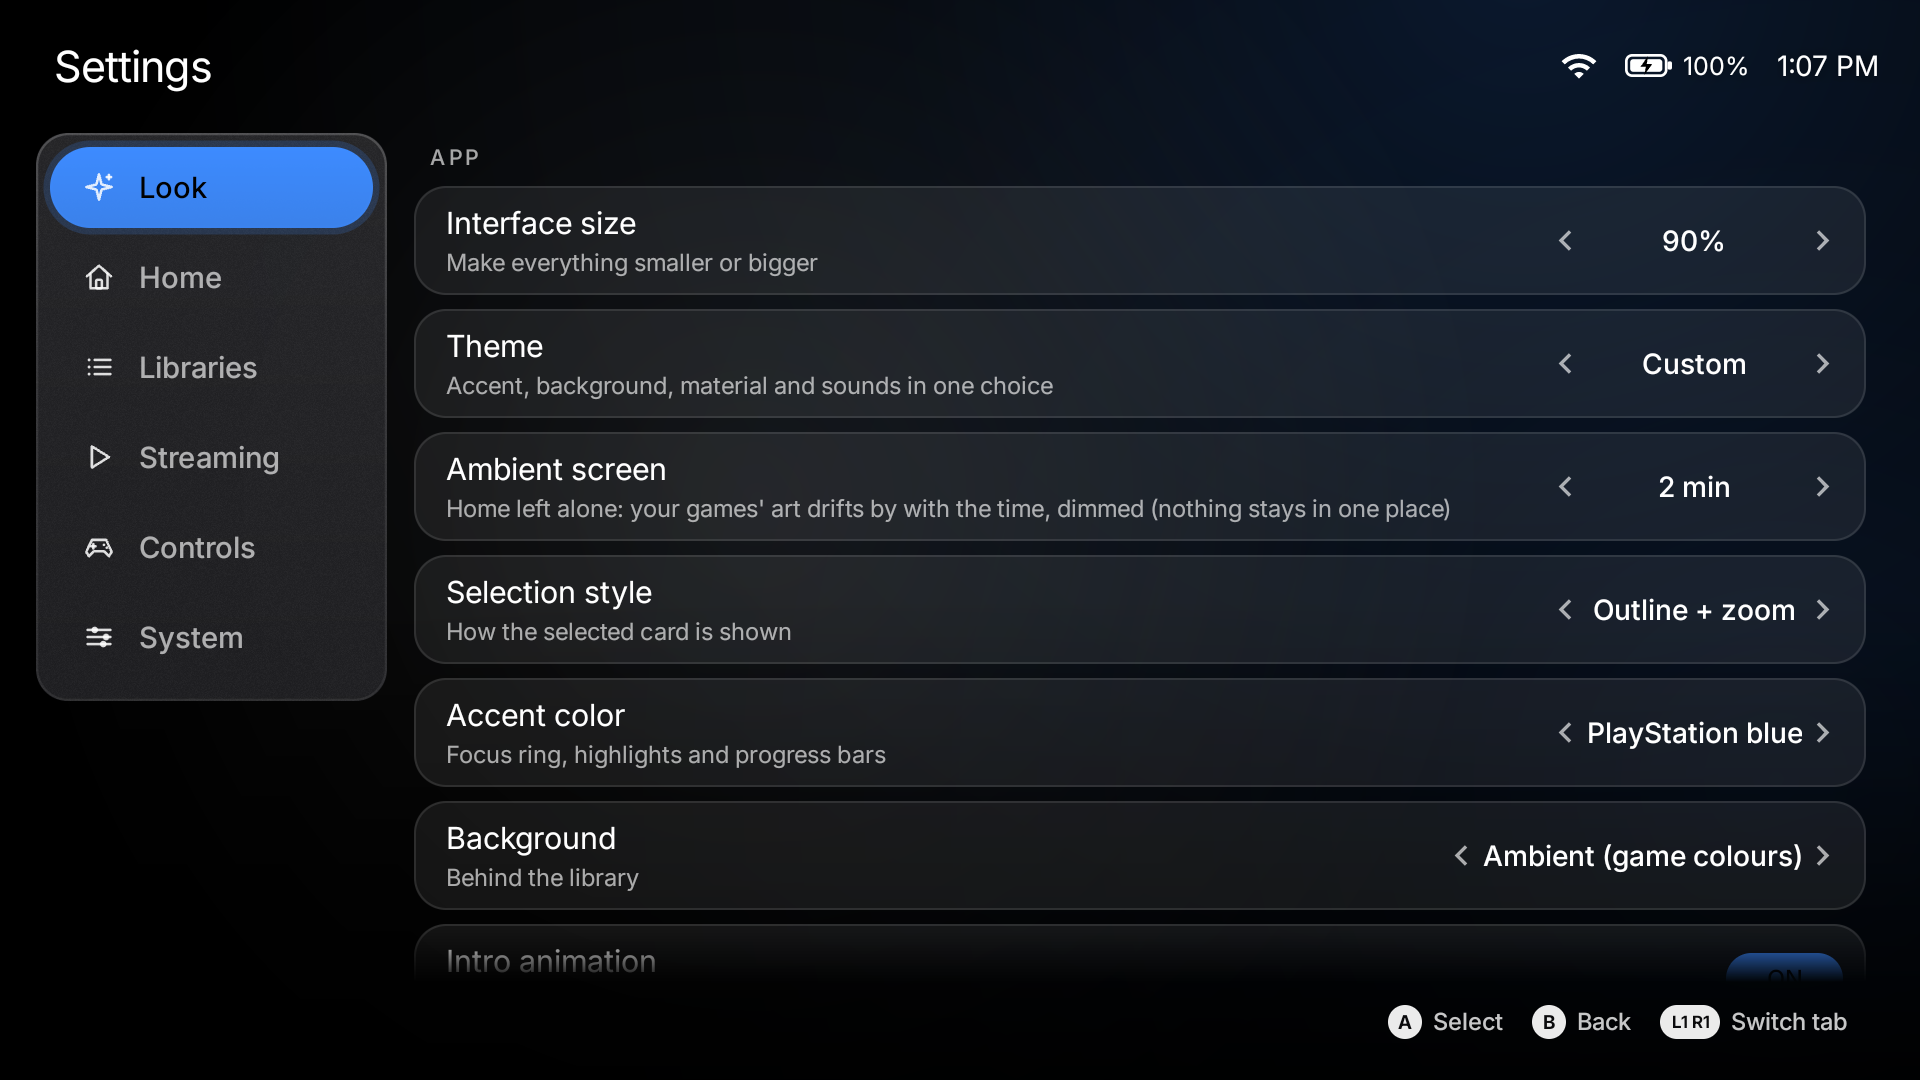 Settings
100%
1:07 PM
Look
Home
Libraries
Streaming
Controls
System
APP
Interface size
Make everything smaller or bigger
90%
Theme
Accent, background, material and sounds in one choice
Custom
Ambient screen
Home left alone: your games' art drifts by with the time, dimmed (nothing stays in one place)
2 min
Selection style
How the selected card is shown
Outline + zoom
Accent color
Focus ring, highlights and progress bars
PlayStation blue
Background
Behind the library
Ambient (game colours)
Intro animation
ON
A Select
B Back
L1 R1 Switch tab